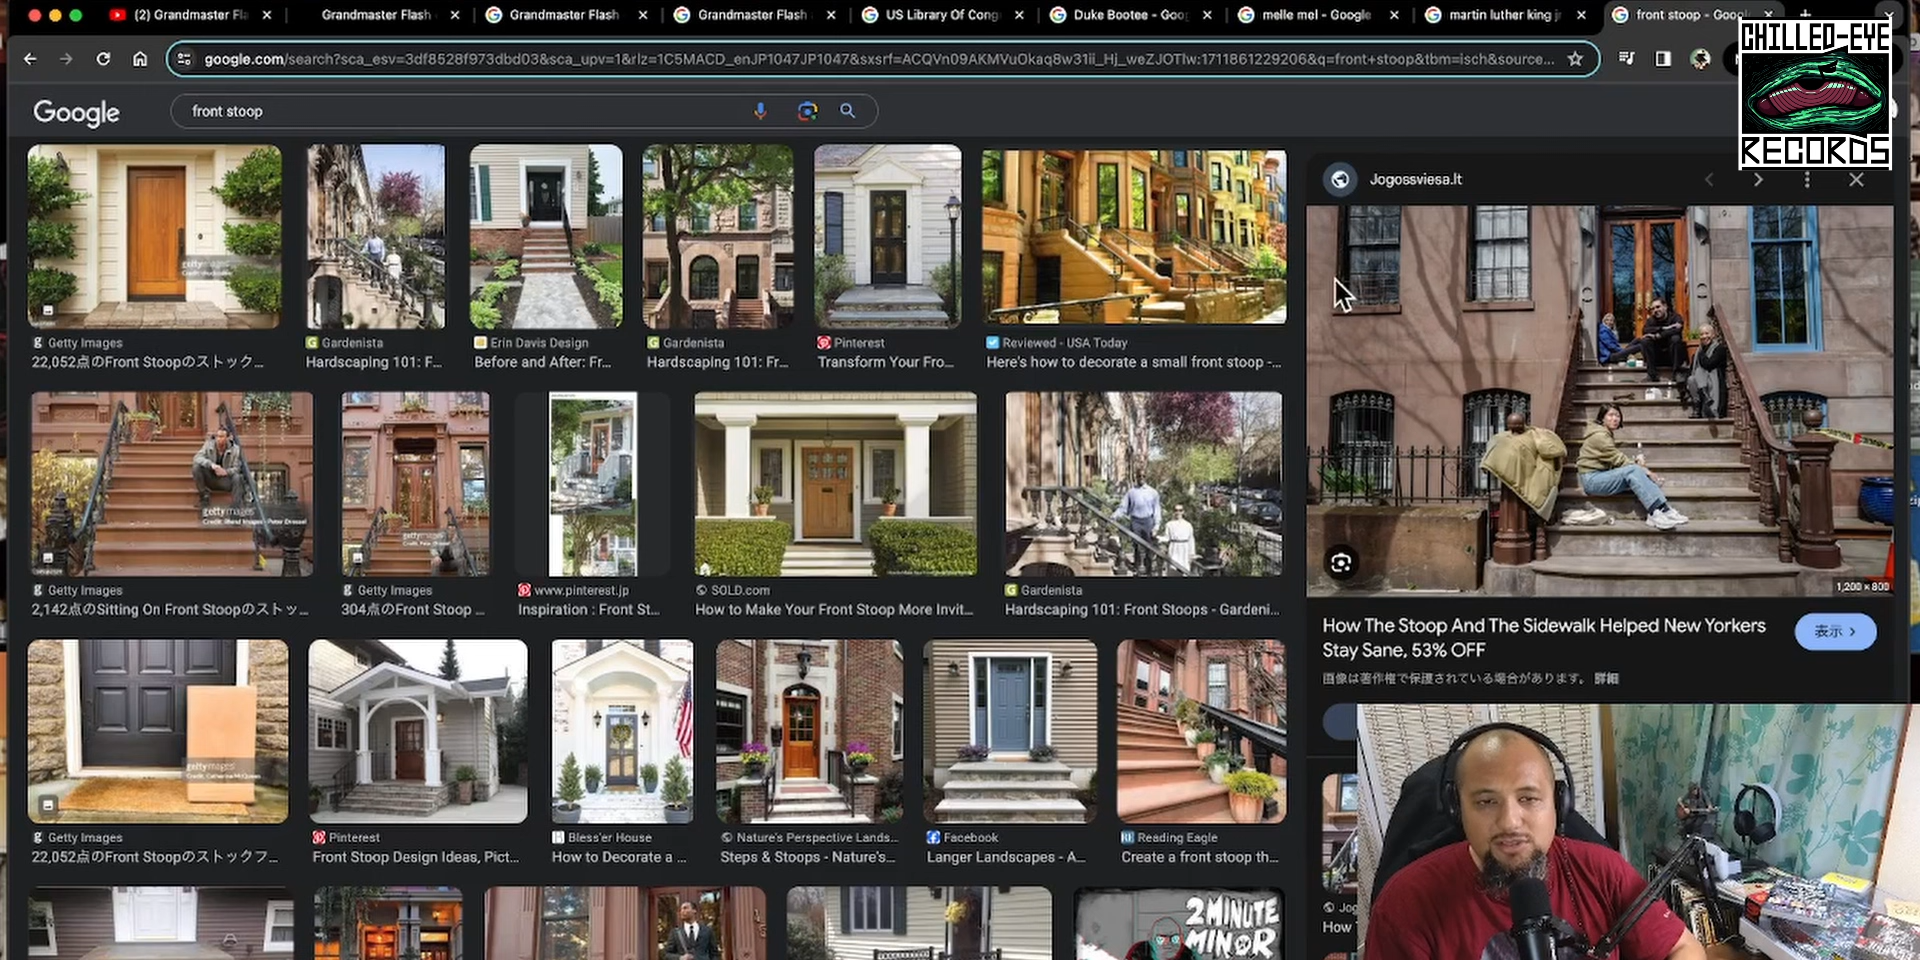 (2) Grandmaster Fla
Grandmaster Flash
Grandmaster Flash
Grandmaster Flash
US Library Of Cong
Duke Bootee - Goog
melle mel - Google
martin luther king j
front stoop - Googl
google.com/search?sca_esv=3df8528f973dbd03&sca_upv=1&rlz=1C5MACD_enJP1047JP1047&sxsrf=ACQVn09AKMVuOkaq8w31ii_Hj_weZJOTlw:1711861229206&q=front+stoop&tbm=isch&source...
CHILLED-EYE
RECORDS
Google
front stoop
Jogossviesa.lt
Getty Images
22,052点のFront Stoopのストック...
Gardenista
Hardscaping 101: F...
Erin Davis Design
Before and After: Fr...
Gardenista
Hardscaping 101: Fr...
Pinterest
Transform Your Fro...
Reviewed - USA Today
Here's how to decorate a small front stoop -...
gettyimages
gettyimages
Getty Images
2,142点のSitting On Front Stoopのストッ...
Getty Images
304点のFront Stoop ...
www.pinterest.jp
Inspiration : Front St...
SOLD.com
How to Make Your Front Stoop More Invit...
Gardenista
Hardscaping 101: Front Stoops - Gardeni...
1,200 × 800
How The Stoop And The Sidewalk Helped New Yorkers
Stay Sane, 53% OFF
表示
画像は著作権で保護されている場合があります。 詳細
gettyimages
Getty Images
22,052点のFront Stoopのストックフ...
Pinterest
Front Stoop Design Ideas, Pict...
Bless'er House
How to Decorate a ...
Nature's Perspective Lands...
Steps & Stoops - Nature's...
Facebook
Langer Landscapes - A...
Reading Eagle
Create a front stoop th...
2 MINUTE
MINOR
Jog
How